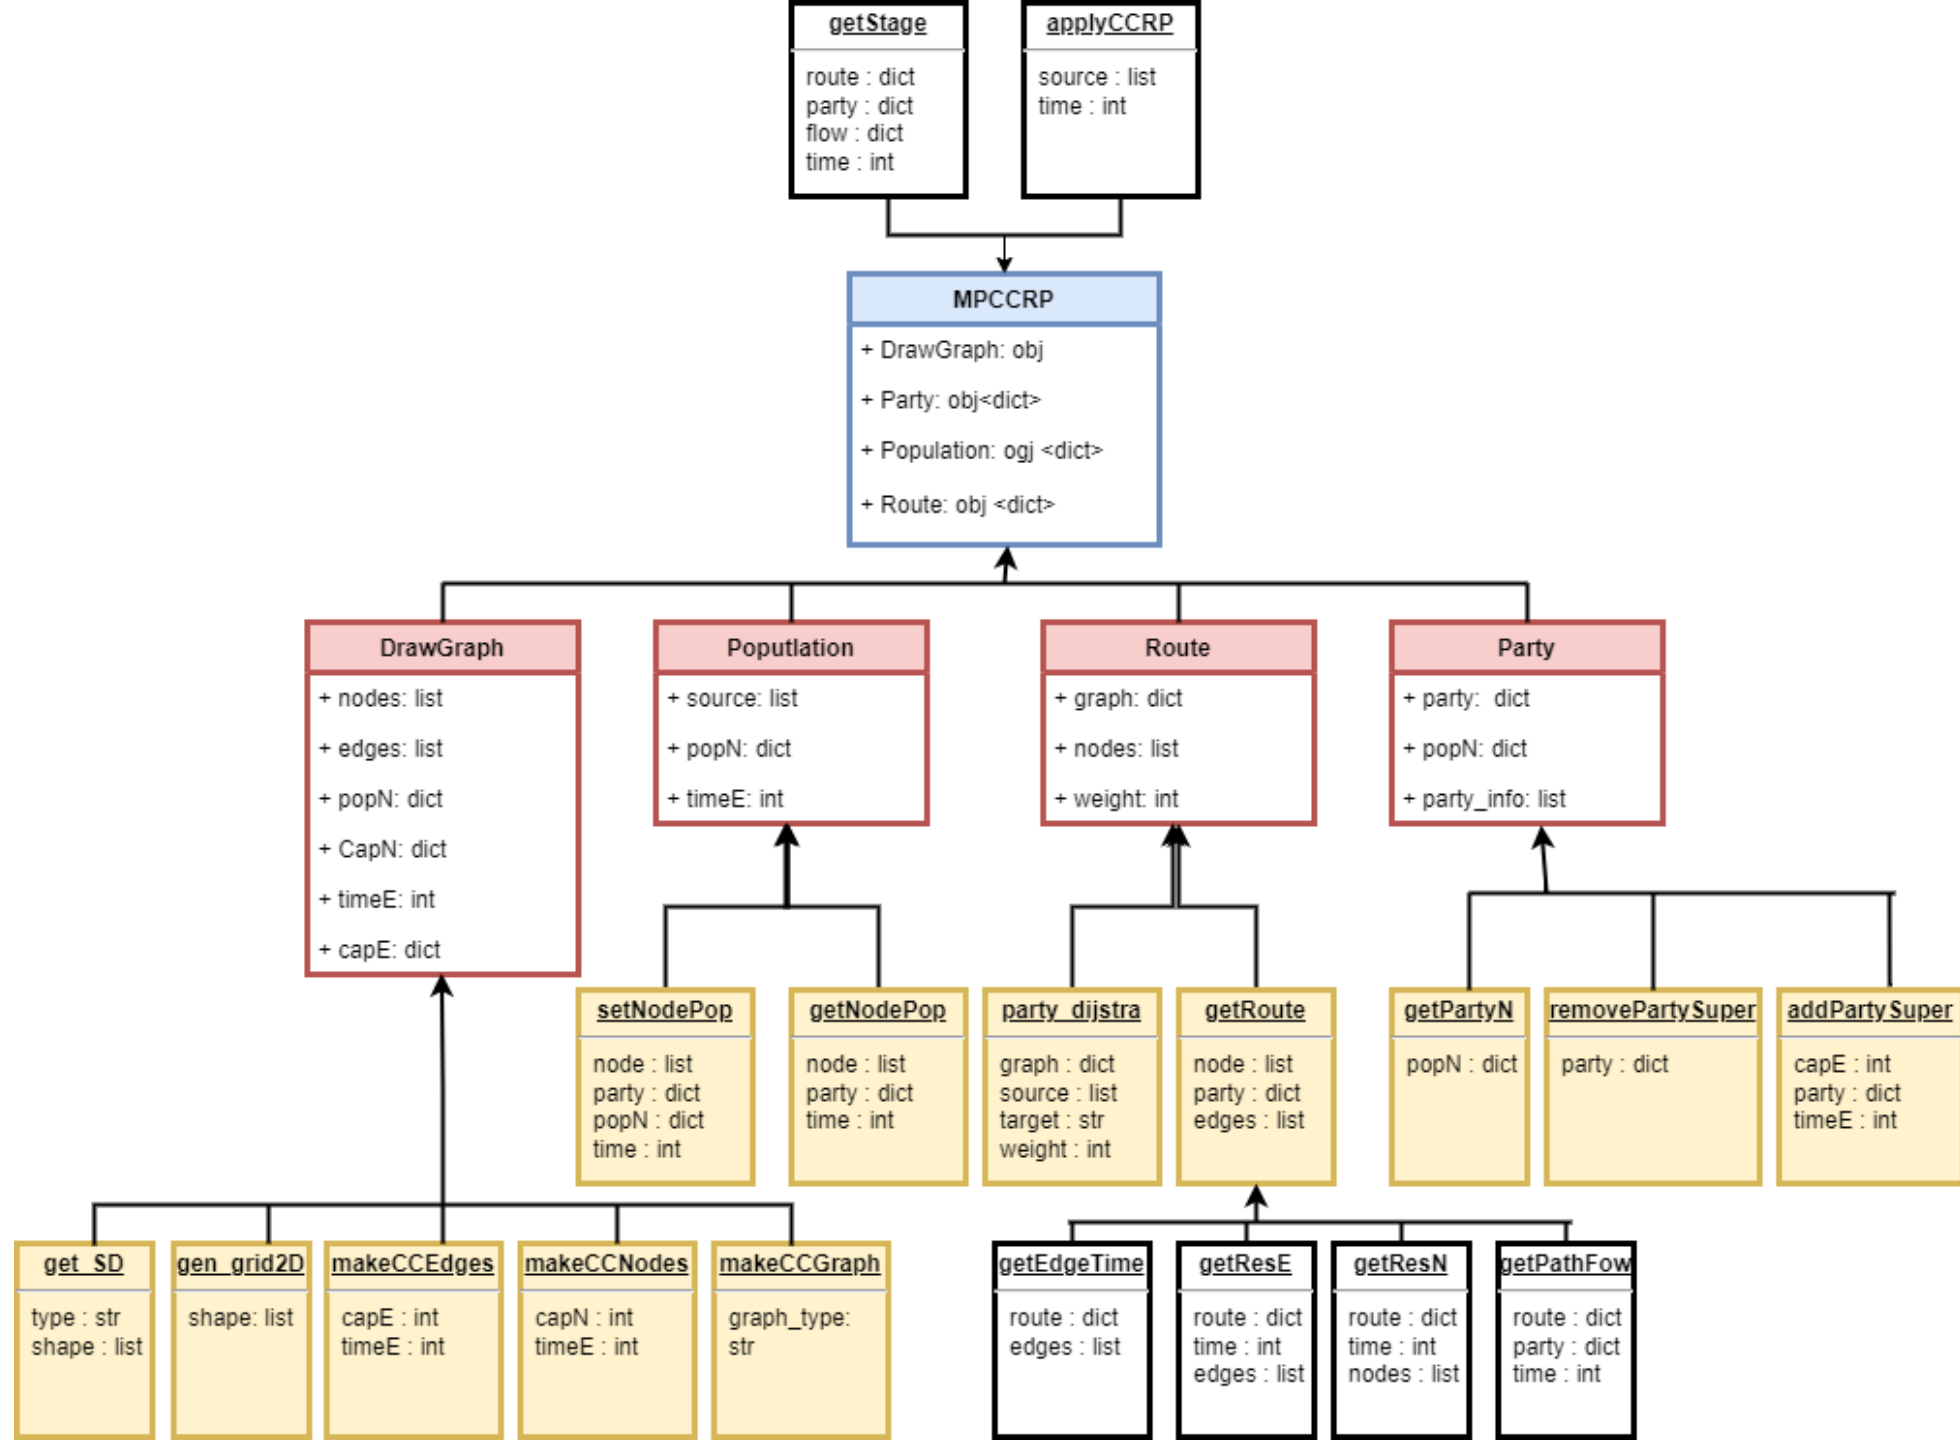 getStage
route : dict
party : dict
flow : dict
time : int
applyCCRP
source : list
time : int
MPCCRP
+ DrawGraph: obj
+ Party: obj<dict>
+ Population: ogj <dict>
+ Route: obj <dict>
DrawGraph
+ nodes: list
+ edges: list
+ popN: dict
+ CapN: dict
+ timeE: int
+ capE: dict
Poputlation
+ source: list
+ popN: dict
+ timeE: int
Route
+ graph: dict
+ nodes: list
+ weight: int
Party
+ party: dict
+ popN: dict
+ party_info: list
setNodePop
node : list
party : dict
popN : dict
time : int
getNodePop
node : list
party : dict
time : int
party_dijstra
graph : dict
source : list
target : str
weight : int
getRoute
node : list
party : dict
edges : list
getPartyN
popN : dict
removePartySuper
party : dict
addPartySuper
capE : int
party : dict
timeE : int
get_SD
type : str
shape : list
gen_grid2D
shape: list
makeCCEdges
capE : int
timeE : int
makeCCNodes
capN : int
timeE : int
makeCCGraph
graph_type:
str
getEdgeTime
route : dict
edges : list
getResE
route : dict
time : int
edges : list
getResN
route : dict
time : int
nodes : list
getPathFow
route : dict
party : dict
time : int